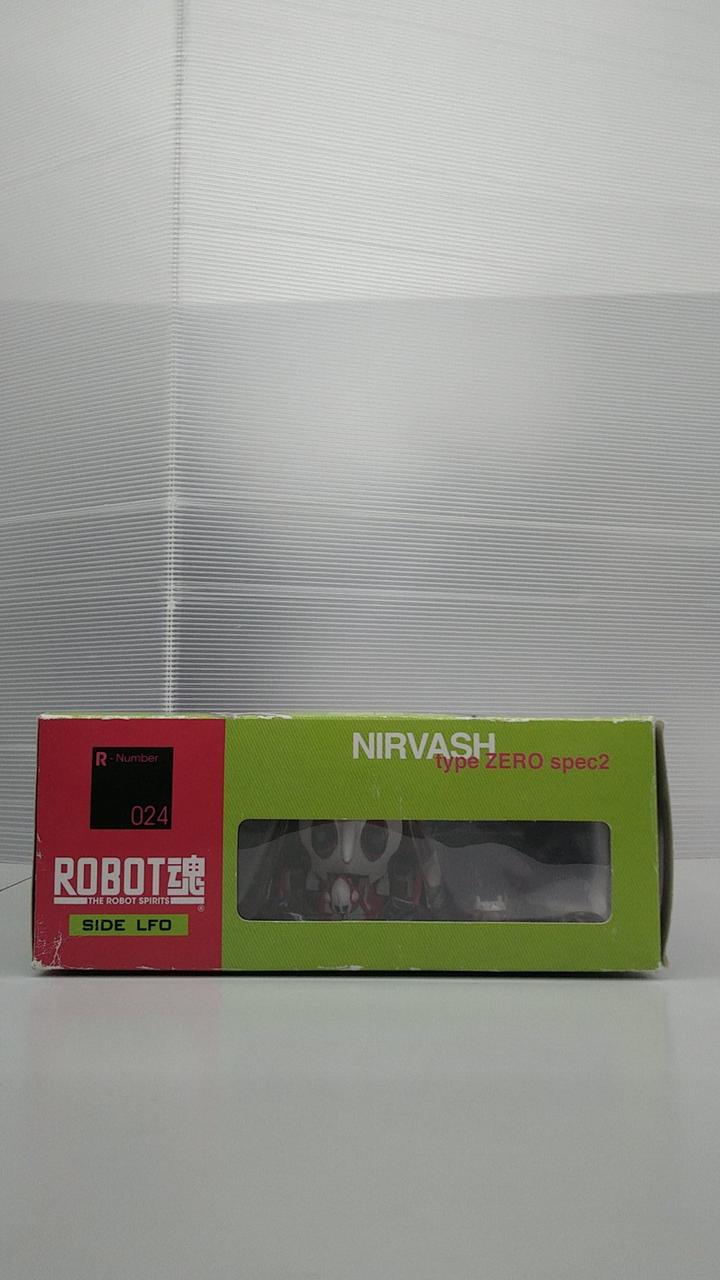 R - Number
024
ROBOT魂
THE ROBOT SPIRITS
®
SIDE LFO
NIRVASH
type ZERO spec2